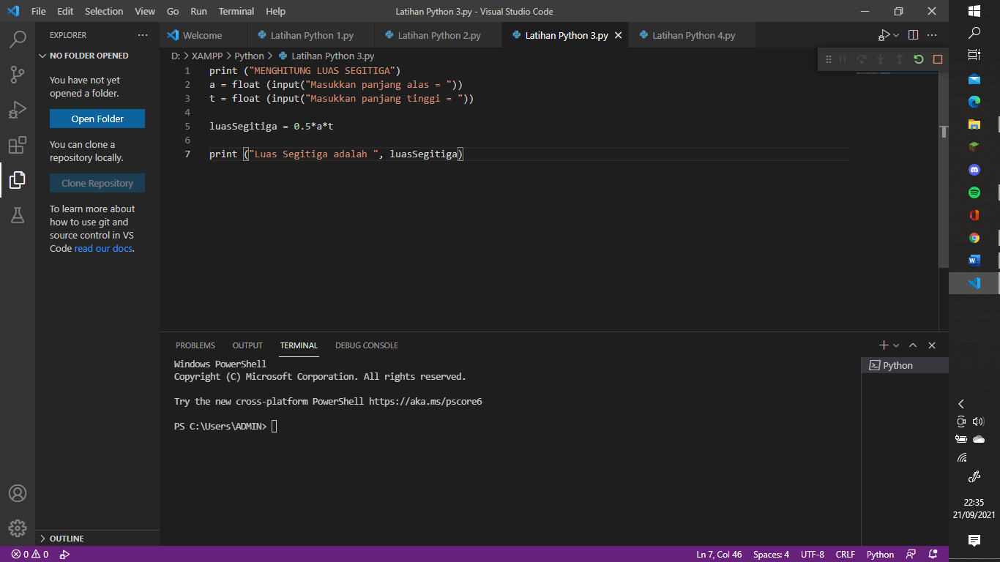 File Edit Selection View Go Run Terminal Help Latihan Python 3.py - Visual Studio Code
EXPLORER ··· Welcome Latihan Python 1.py Latihan Python 2.py Latihan Python 3.py Latihan Python 4.py
NO FOLDER OPENED
You have not yet
opened a folder.
Open Folder
You can clone a
repository locally.
Clone Repository
To learn more about
how to use git and
source control in VS
Code read our docs.
OUTLINE
D: > XAMPP > Python > Latihan Python 3.py
1 print ("MENGHITUNG LUAS SEGITIGA")
2 a = float (input("Masukkan panjang alas = "))
3 t = float (input("Masukkan panjang tinggi = "))
4
5 luasSegitiga = 0.5*a*t
6
7 print ("Luas Segitiga adalah ", luasSegitiga)
PROBLEMS OUTPUT TERMINAL DEBUG CONSOLE
Windows PowerShell
Copyright (C) Microsoft Corporation. All rights reserved.
Try the new cross-platform PowerShell https://aka.ms/pscore6
PS C:\Users\ADMIN>
Python
0 0 Ln 7, Col 46 Spaces: 4 UTF-8 CRLF Python
22:35
21/09/2021